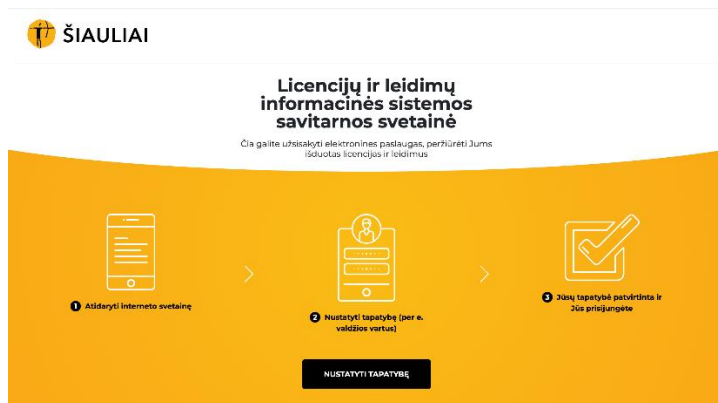 ŠIAULIAI
Licencijų ir leidimų
informacinės sistemos
savitarnos svetainė
Čia galite užsisakyti elektronines paslaugas, peržiūrėti Jums
išduotas licencijas ir leidimus
1 Atidaryti interneto svetainę
2 Nustatyti tapatybę (per e.
valdžios vartus)
3 Jūsų tapatybė patvirtinta ir
Jūs prisijungėte
NUSTATYTI TAPATYBĘ